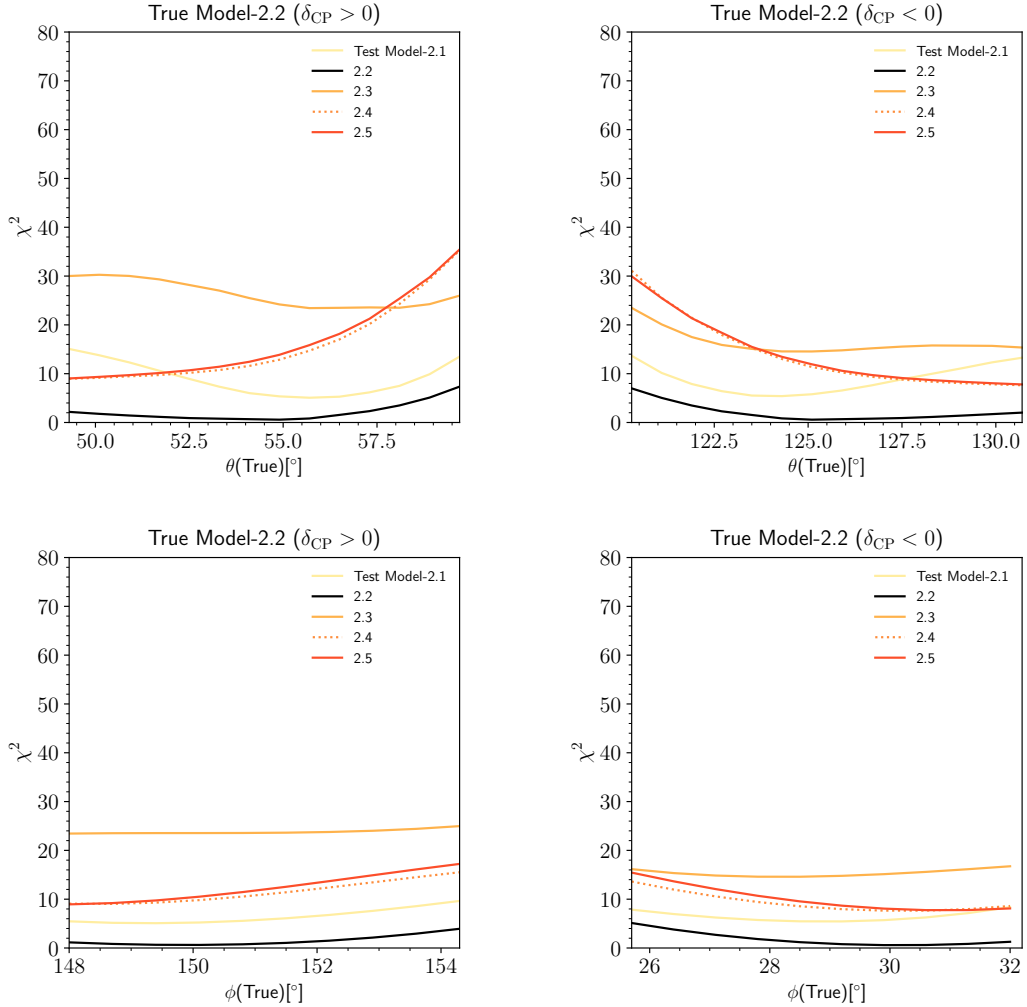 True Model-2.2 (δ_CP > 0)
80
70
60
50
40
30
20
10
0
χ²
Test Model-2.1
2.2
2.3
2.4
2.5
50.0 52.5 55.0 57.5
θ(True)[°]
True Model-2.2 (δ_CP < 0)
80
70
60
50
40
30
20
10
0
χ²
Test Model-2.1
2.2
2.3
2.4
2.5
122.5 125.0 127.5 130.0
θ(True)[°]
True Model-2.2 (δ_CP > 0)
80
70
60
50
40
30
20
10
0
χ²
Test Model-2.1
2.2
2.3
2.4
2.5
148 150 152 154
ϕ(True)[°]
True Model-2.2 (δ_CP < 0)
80
70
60
50
40
30
20
10
0
χ²
Test Model-2.1
2.2
2.3
2.4
2.5
26 28 30 32
ϕ(True)[°]